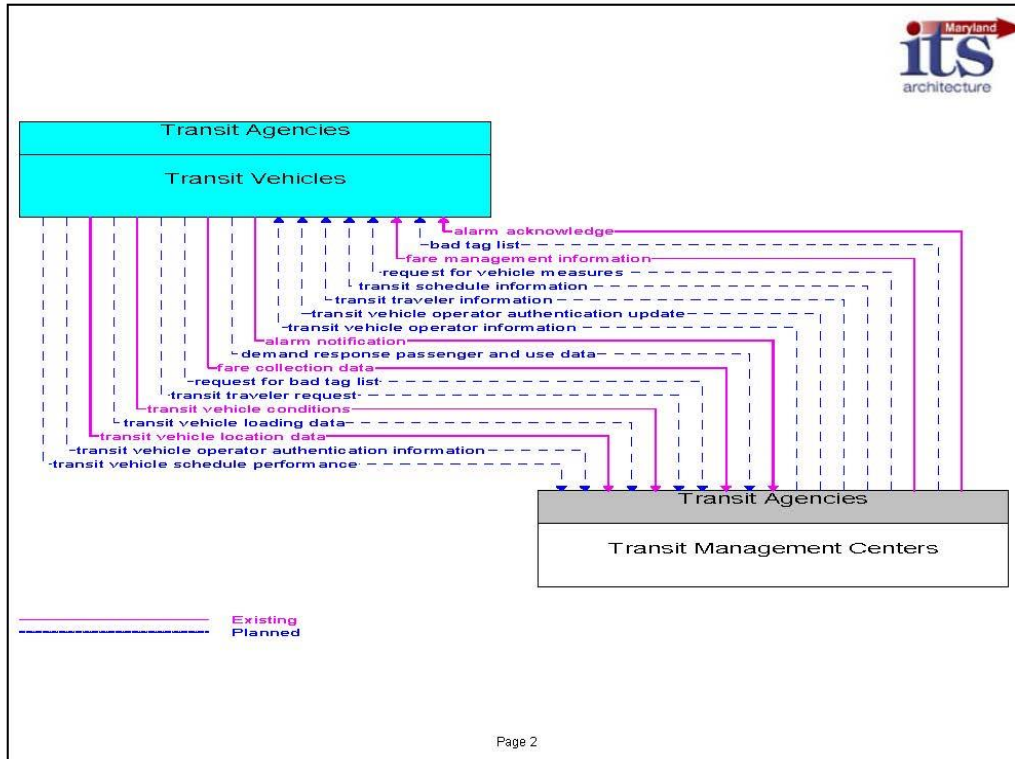 Maryland
its
architecture
Transit Agencies
Transit Vehicles
alarm acknowledge
bad tag list
fare management information
request for vehicle measures
transit schedule information
transit traveler information
transit vehicle operator authentication update
transit vehicle operator information
alarm notification
demand response passenger and use data
fare collection data
request for bad tag list
transit traveler request
transit vehicle conditions
transit vehicle loading data
transit vehicle location data
transit vehicle operator authentication information
transit vehicle schedule performance
Transit Agencies
Transit Management Centers
Existing
Planned
Page 2